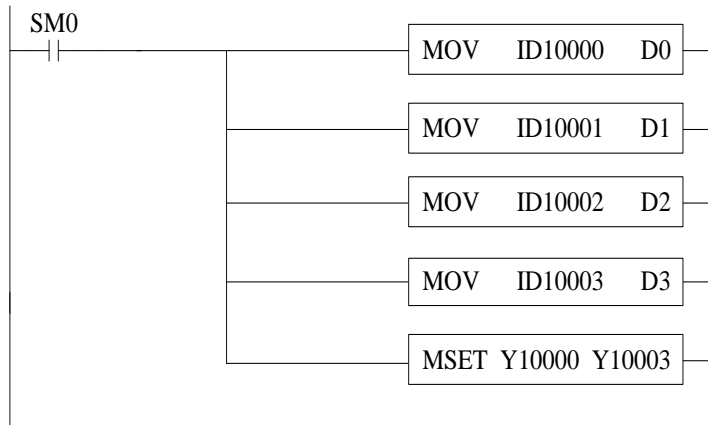 SM0
MOV ID10000 D0
MOV ID10001 D1
MOV ID10002 D2
MOV ID10003 D3
MSET Y10000 Y10003